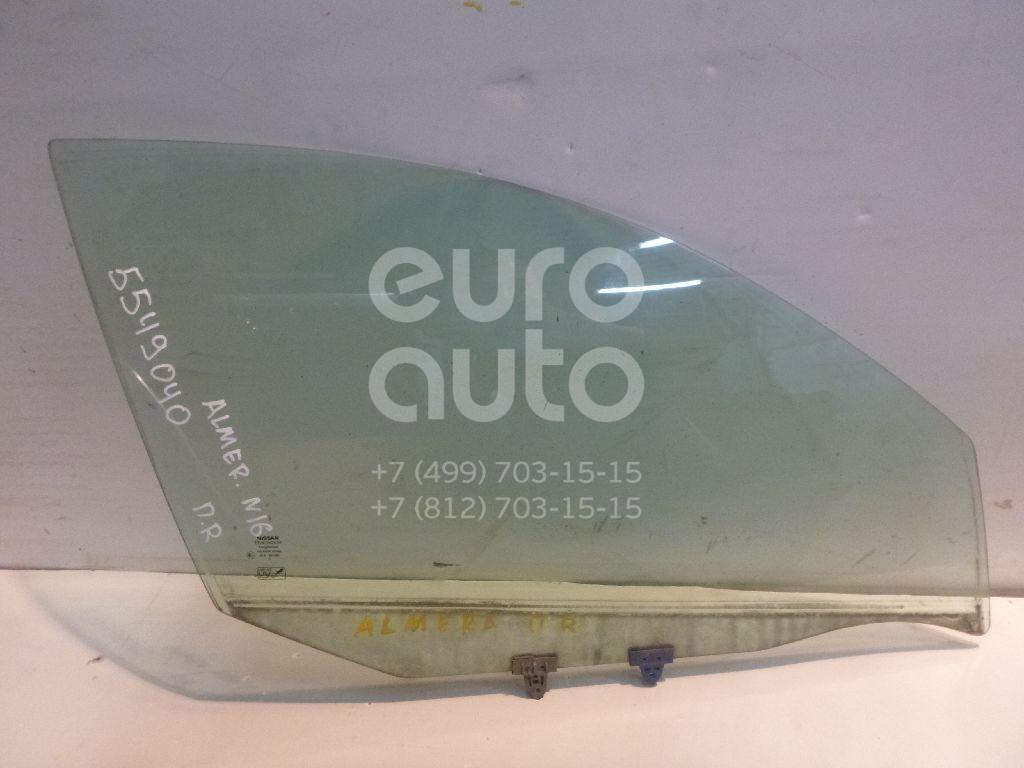 euro
auto
+7 (499) 703-15-15
+7 (812) 703-15-15
5549040
ALMER. N16
П.R
NISSAN
ALMERA П R